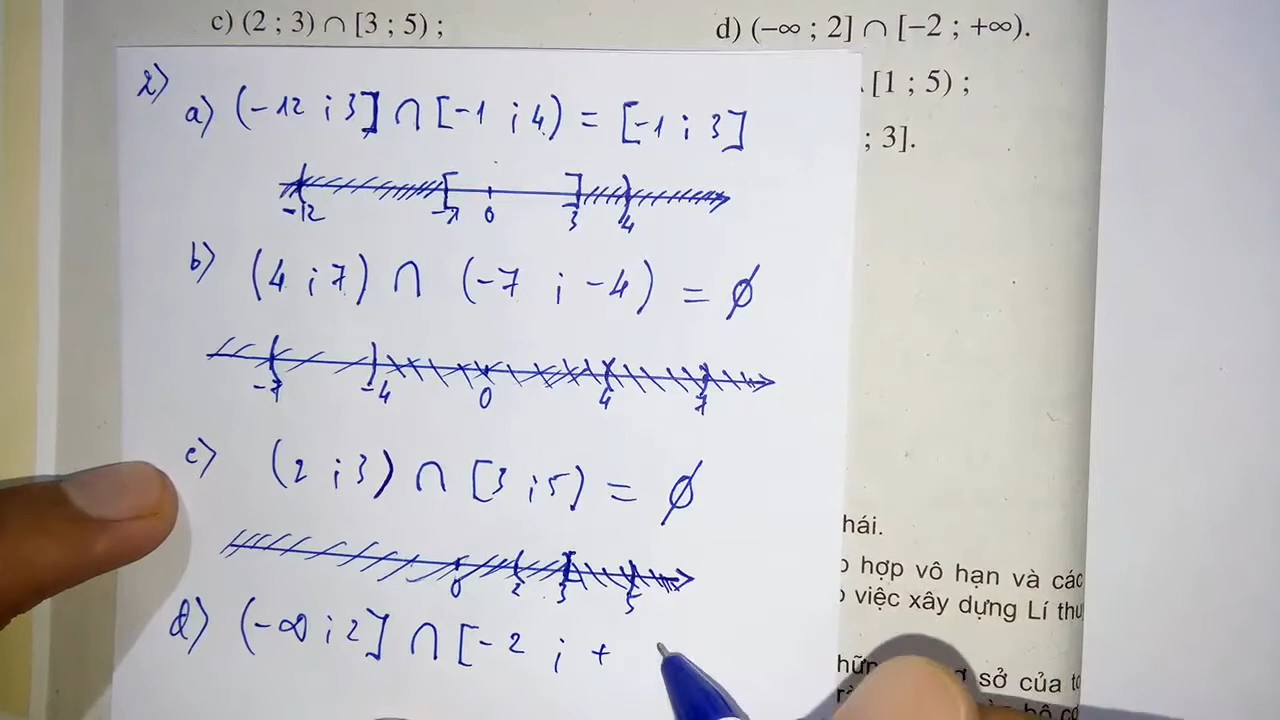 c) (2 ; 3) ∩ [3 ; 5) ;
d) (−∞ ; 2] ∩ [−2 ; +∞).
[1 ; 5) ;
; 3].
2)
a) (-12 ; 3] ∩ [-1 ; 4) = [-1 ; 3]
-12 -1 0 3 4
b) (4 ; 7) ∩ (-7 ; -4) = ∅
-7 -4 0 4 7
c) (2 ; 3) ∩ [3 ; 5) = ∅
0 2 3 5
d) (-∞ ; 2] ∩ [-2 ; +
hái.
hợp vô hạn và các
việc xây dựng Lí thu
sở của